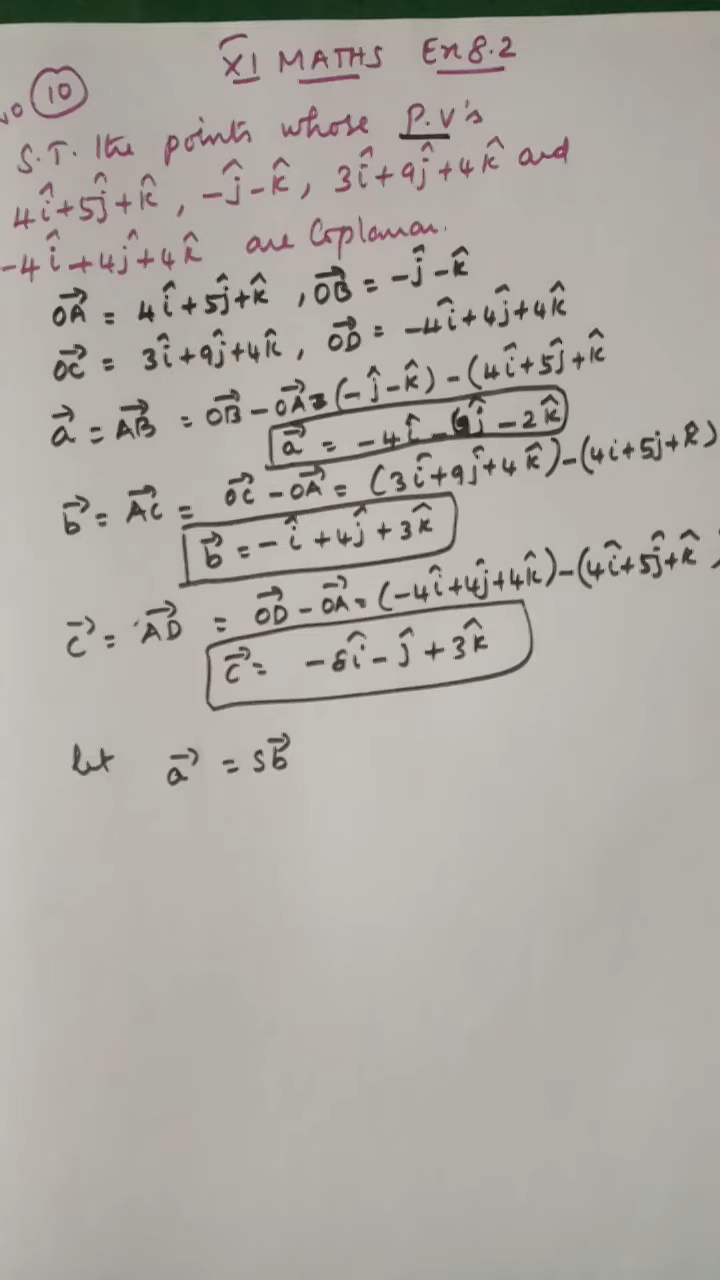 XI MATHS Ex 8.2
NO 10
S.T. the points whose P.V's
4î+5ĵ+k̂, -ĵ-k̂, 3î+9ĵ+4k̂ and
-4î+4ĵ+4k̂ are Coplanar.
OA⃗ = 4î+5ĵ+k̂, OB⃗ = -ĵ-k̂
OC⃗ = 3î+9ĵ+4k̂, OD⃗ = -4î+4ĵ+4k̂
a⃗ = AB⃗ = OB⃗ - OA⃗ = (-ĵ-k̂) - (4î+5ĵ+k̂
a⃗ = -4î - 6ĵ - 2k̂
b⃗ = AC⃗ = OC⃗ - OA⃗ = (3î+9ĵ+4k̂) - (4i+5j+k̂)
b⃗ = -î + 4ĵ + 3k̂
c⃗ = AD⃗ = OD⃗ - OA⃗ = (-4î+4ĵ+4k̂) - (4î+5ĵ+k̂)
c⃗ = -8î - ĵ + 3k̂
let a⃗ = sb⃗